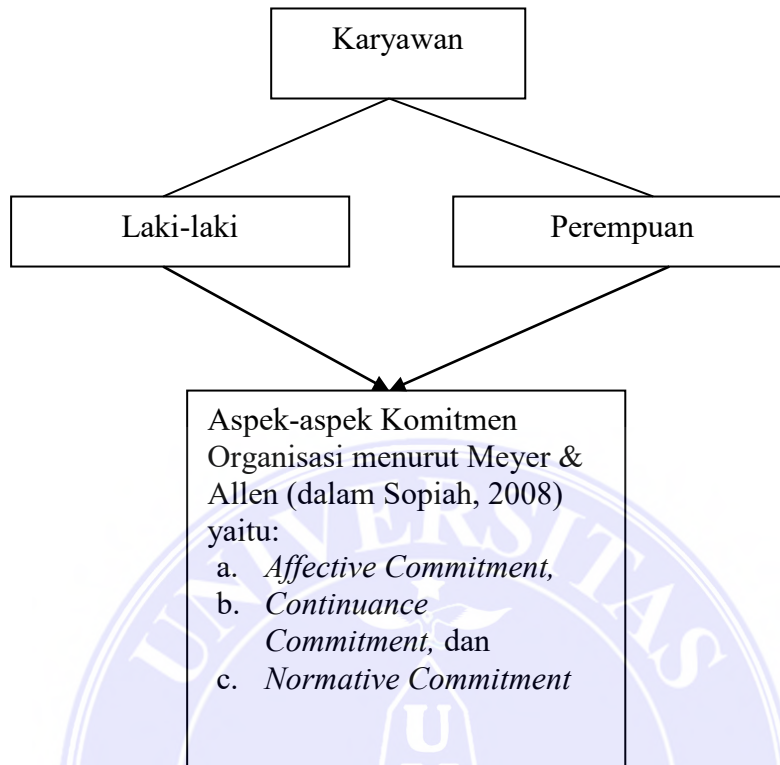 Karyawan
Laki-laki
Perempuan
Aspek-aspek Komitmen
Organisasi menurut Meyer &
Allen (dalam Sopiah, 2008)
yaitu:
a. Affective Commitment,
b. Continuance
Commitment, dan
c. Normative Commitment
UNIVERSITAS
U